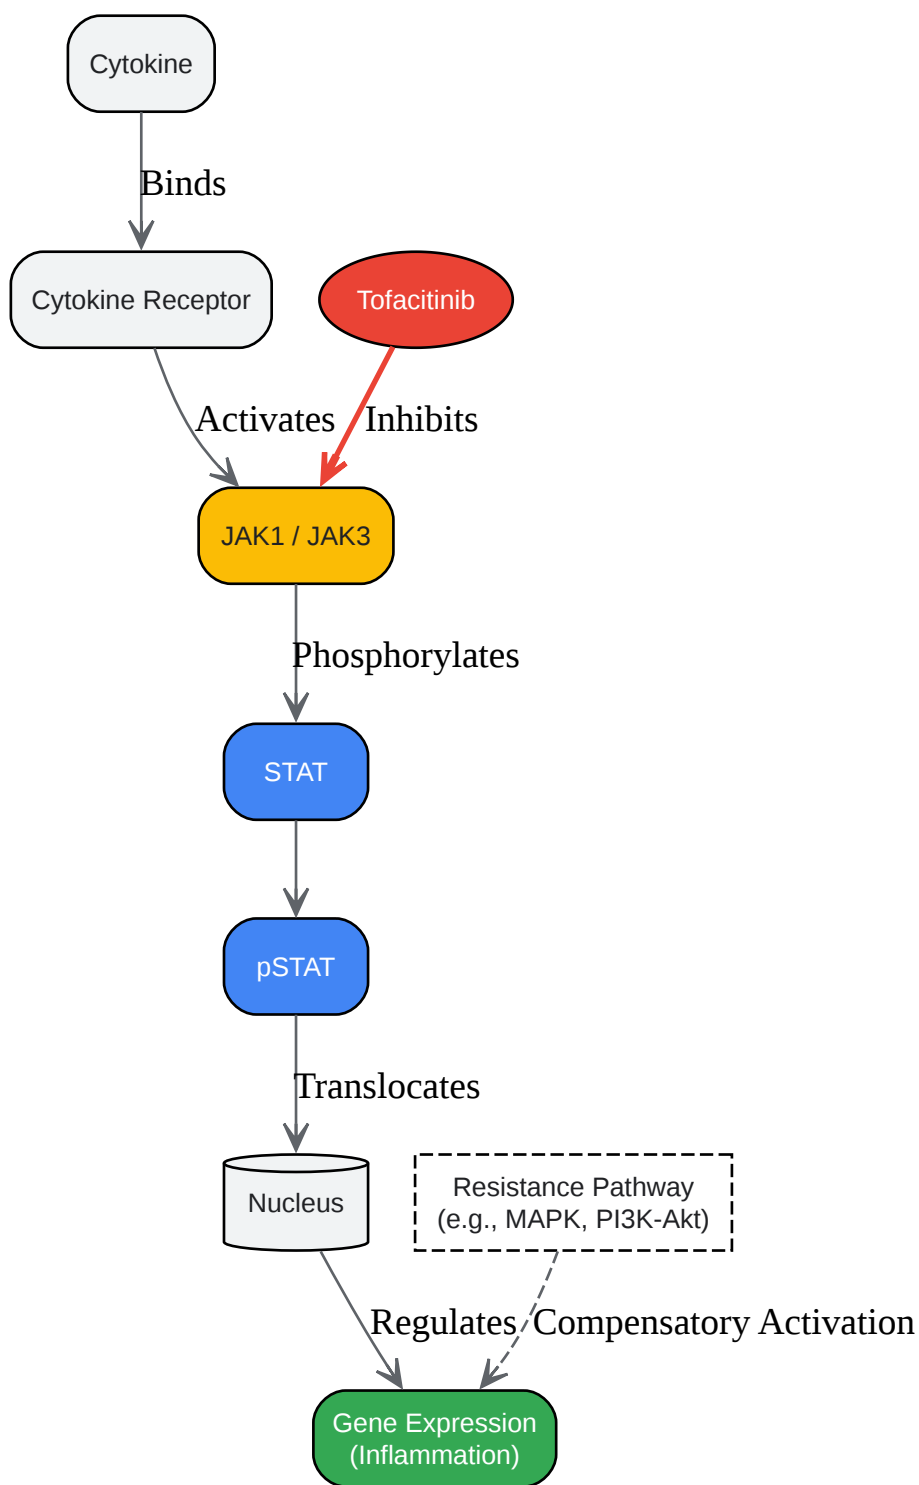 Cytokine
Binds
Cytokine Receptor
Tofacitinib
Activates
Inhibits
JAK1 / JAK3
Phosphorylates
STAT
pSTAT
Translocates
Nucleus
Resistance Pathway
(e.g., MAPK, PI3K-Akt)
Regulates
Compensatory Activation
Gene Expression
(Inflammation)